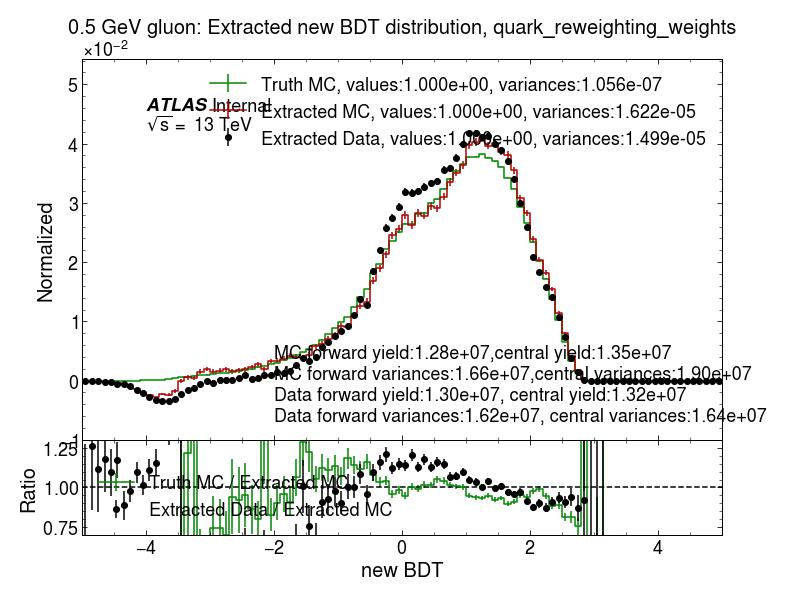 0.5 GeV gluon: Extracted new BDT distribution, quark_reweighting_weights
×10⁻²
Truth MC, values:1.000e+00, variances:1.056e-07
ATLAS Internal
Extracted MC, values:1.000e+00, variances:1.622e-05
√s = 13 TeV
Extracted Data, values:1.000e+00, variances:1.499e-05
5
4
3
2
1
0
Normalized
MC forward yield:1.28e+07,central yield:1.35e+07
MC forward variances:1.66e+07,central variances:1.90e+07
Data forward yield:1.30e+07, central yield:1.32e+07
Data forward variances:1.62e+07, central variances:1.64e+07
1.25
1.00
0.75
Ratio
Truth MC / Extracted MC
Extracted Data / Extracted MC
−4 −2 0 2 4
new BDT